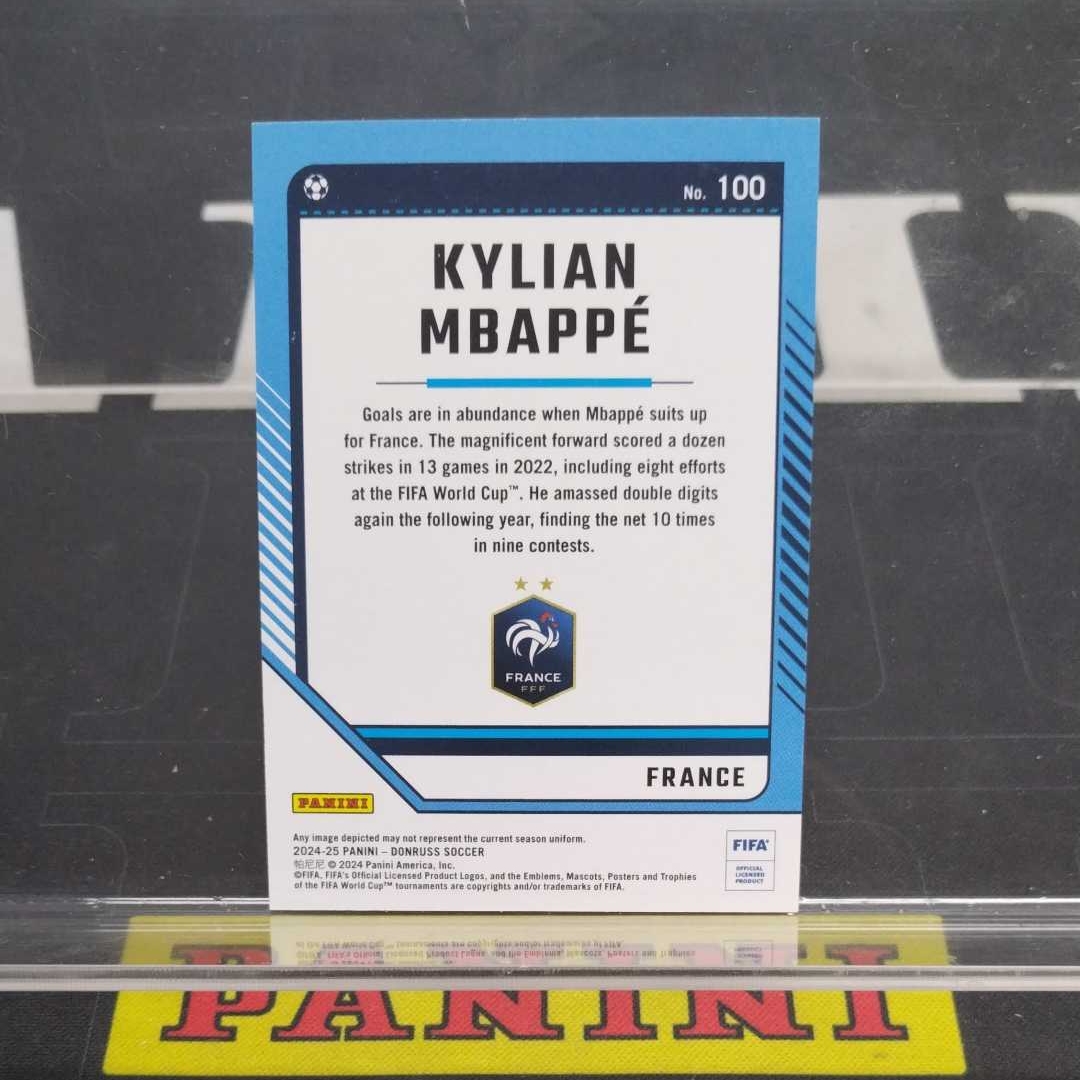 No. 100
KYLIAN
MBAPPÉ
Goals are in abundance when Mbappé suits up
for France. The magnificent forward scored a dozen
strikes in 13 games in 2022, including eight efforts
at the FIFA World Cup™. He amassed double digits
again the following year, finding the net 10 times
in nine contests.
FRANCE
FFF
FRANCE
PANINI
Any image depicted may not represent the current season uniform.
2024-25 PANINI – DONRUSS SOCCER
帕尼尼 © 2024 Panini America, Inc.
©FIFA, FIFA's Official Licensed Product Logos, and the Emblems, Mascots, Posters and Trophies
of the FIFA World Cup™ tournaments are copyrights and/or trademarks of FIFA.
FIFA®
OFFICIAL
LICENSED
PRODUCT
PANINI